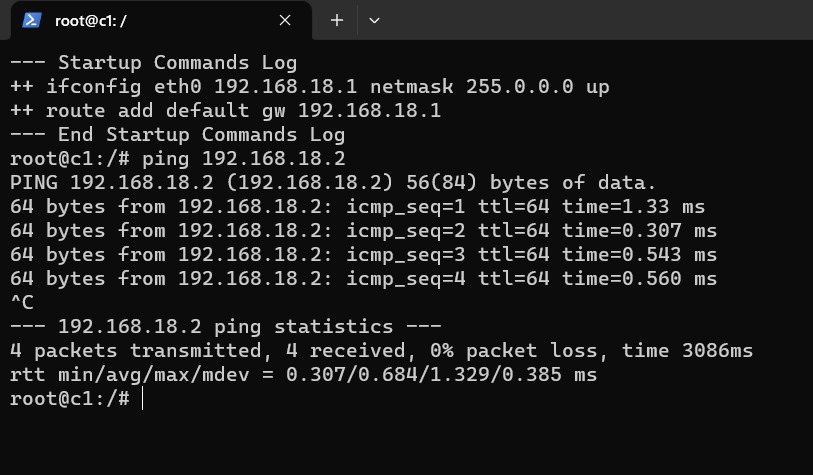 root@c1: /
--- Startup Commands Log
++ ifconfig eth0 192.168.18.1 netmask 255.0.0.0 up
++ route add default gw 192.168.18.1
--- End Startup Commands Log
root@c1:/# ping 192.168.18.2
PING 192.168.18.2 (192.168.18.2) 56(84) bytes of data.
64 bytes from 192.168.18.2: icmp_seq=1 ttl=64 time=1.33 ms
64 bytes from 192.168.18.2: icmp_seq=2 ttl=64 time=0.307 ms
64 bytes from 192.168.18.2: icmp_seq=3 ttl=64 time=0.543 ms
64 bytes from 192.168.18.2: icmp_seq=4 ttl=64 time=0.560 ms
^C
--- 192.168.18.2 ping statistics ---
4 packets transmitted, 4 received, 0% packet loss, time 3086ms
rtt min/avg/max/mdev = 0.307/0.684/1.329/0.385 ms
root@c1:/#